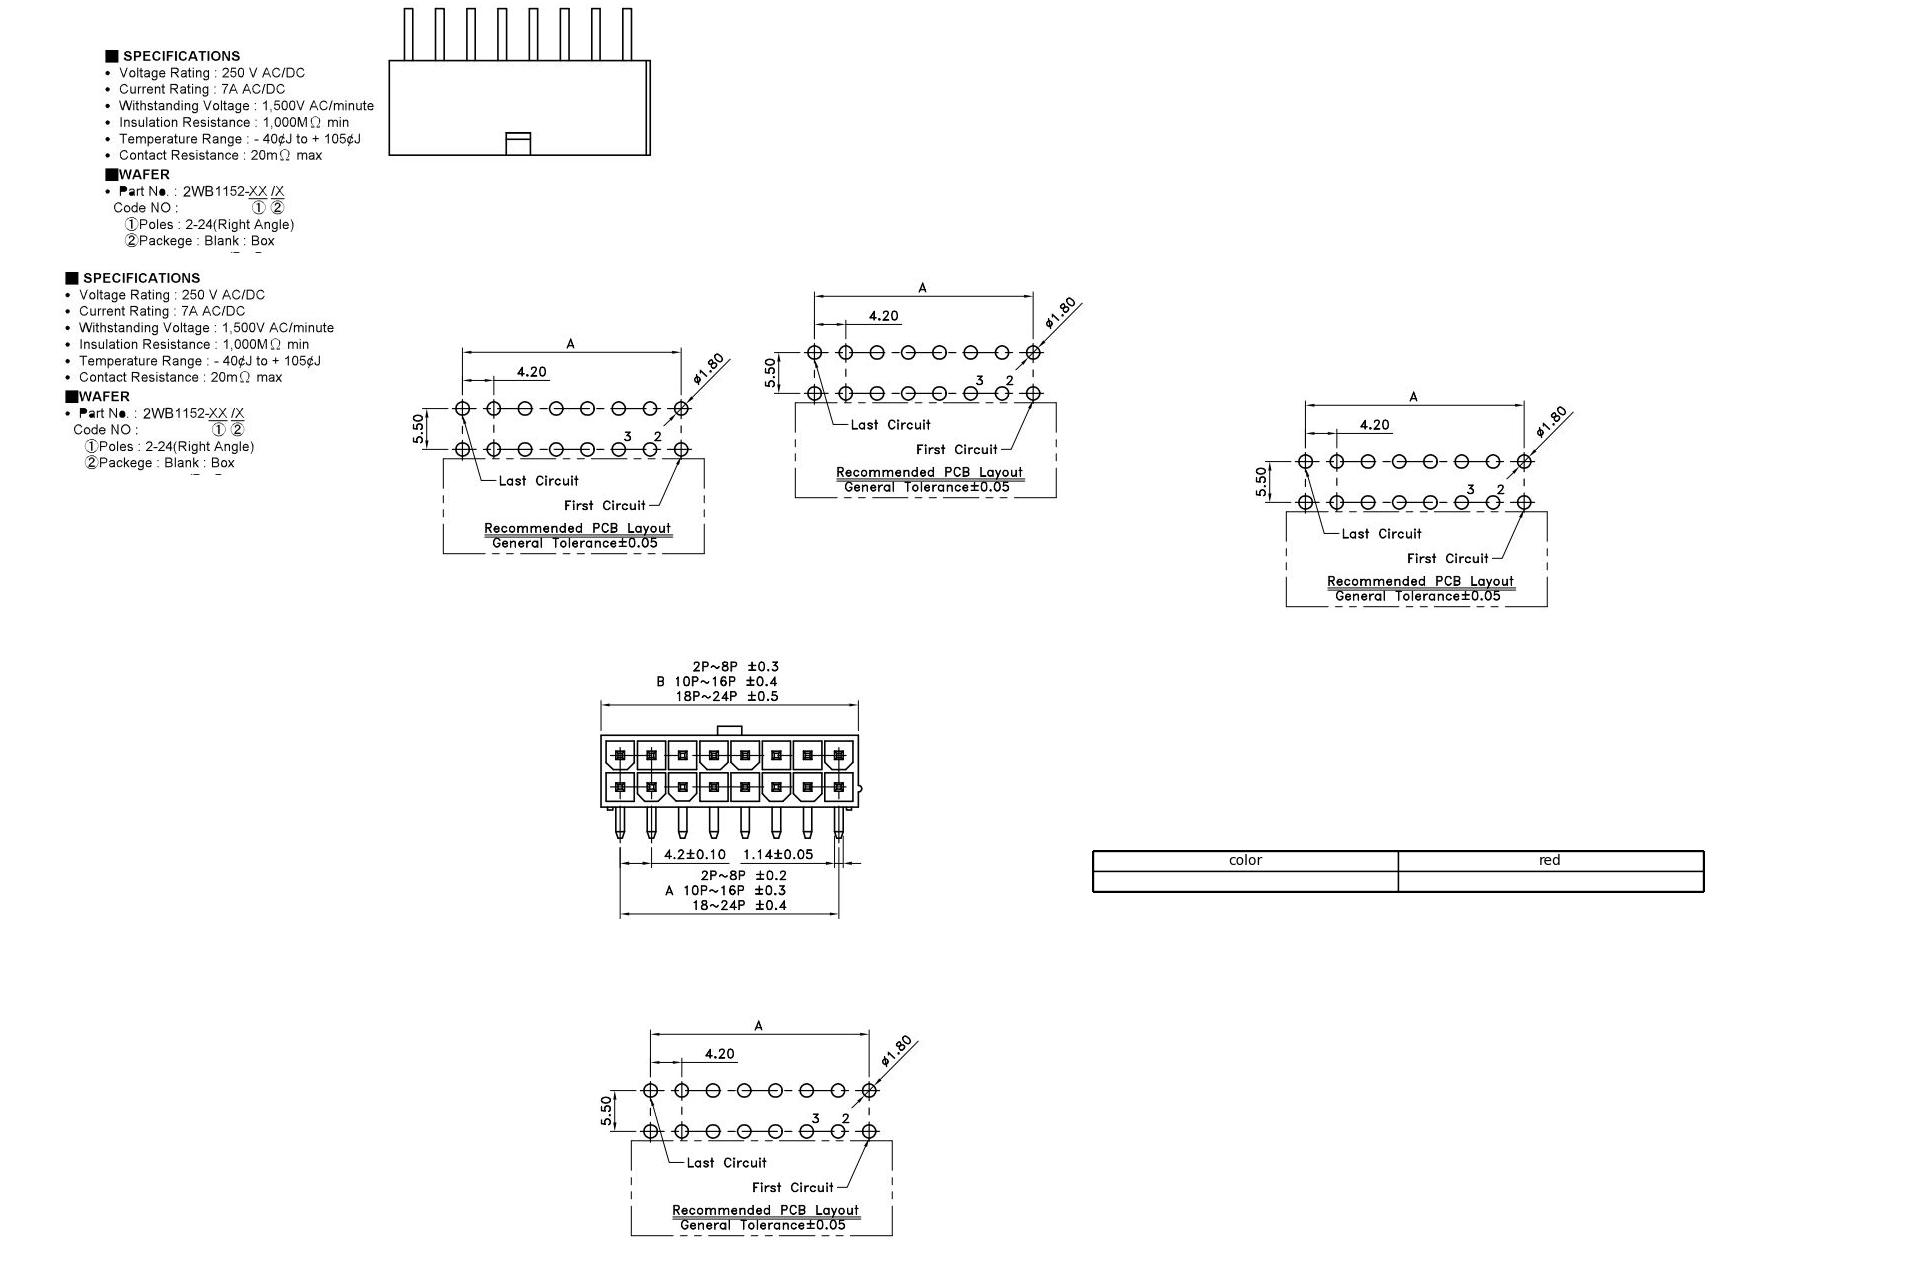 ■ SPECIFICATIONS
• Voltage Rating : 250 V AC/DC
• Current Rating : 7A AC/DC
• Withstanding Voltage : 1,500V AC/minute
• Insulation Resistance : 1,000MΩ min
• Temperature Range : - 40¢J to + 105¢J
• Contact Resistance : 20mΩ max
■WAFER
• Part No. : 2WB1152-XX /X
Code NO : ① ②
①Poles : 2-24(Right Angle)
②Packege : Blank : Box
■ SPECIFICATIONS
• Voltage Rating : 250 V AC/DC
• Current Rating : 7A AC/DC
• Withstanding Voltage : 1,500V AC/minute
• Insulation Resistance : 1,000MΩ min
• Temperature Range : - 40¢J to + 105¢J
• Contact Resistance : 20mΩ max
■WAFER
• Part No. : 2WB1152-XX /X
Code NO : ① ②
①Poles : 2-24(Right Angle)
②Packege : Blank : Box
A
4.20
ø1.80
5.50
3 2
Last Circuit
First Circuit
Recommended PCB Layout
General Tolerance±0.05
A
4.20
ø1.80
5.50
3 2
Last Circuit
First Circuit
Recommended PCB Layout
General Tolerance±0.05
A
4.20
ø1.80
5.50
3 2
Last Circuit
First Circuit
Recommended PCB Layout
General Tolerance±0.05
2P~8P ±0.3
B 10P~16P ±0.4
18P~24P ±0.5
4.2±0.10 1.14±0.05
2P~8P ±0.2
A 10P~16P ±0.3
18~24P ±0.4
color red
A
4.20
ø1.80
5.50
3 2
Last Circuit
First Circuit
Recommended PCB Layout
General Tolerance±0.05